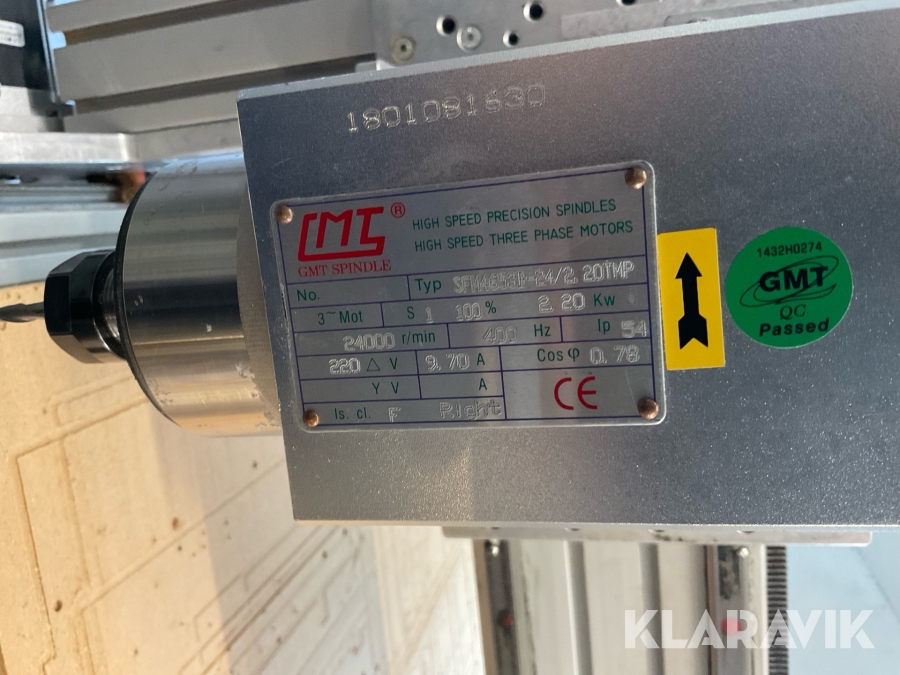 1801081630
GMT ®
GMT SPINDLE
HIGH SPEED PRECISION SPINDLES
HIGH SPEED THREE PHASE MOTORS
No.
Typ 2.20TMP
3~Mot S 1 100 % 2.20 Kw
24000 r/min 400 Hz Ip 54
220 △ V 9.70 A Cos φ 0.78
Y V A
CE
Is. cl. F Right
1432H0274
GMT
QC
Passed
KLARAVIK